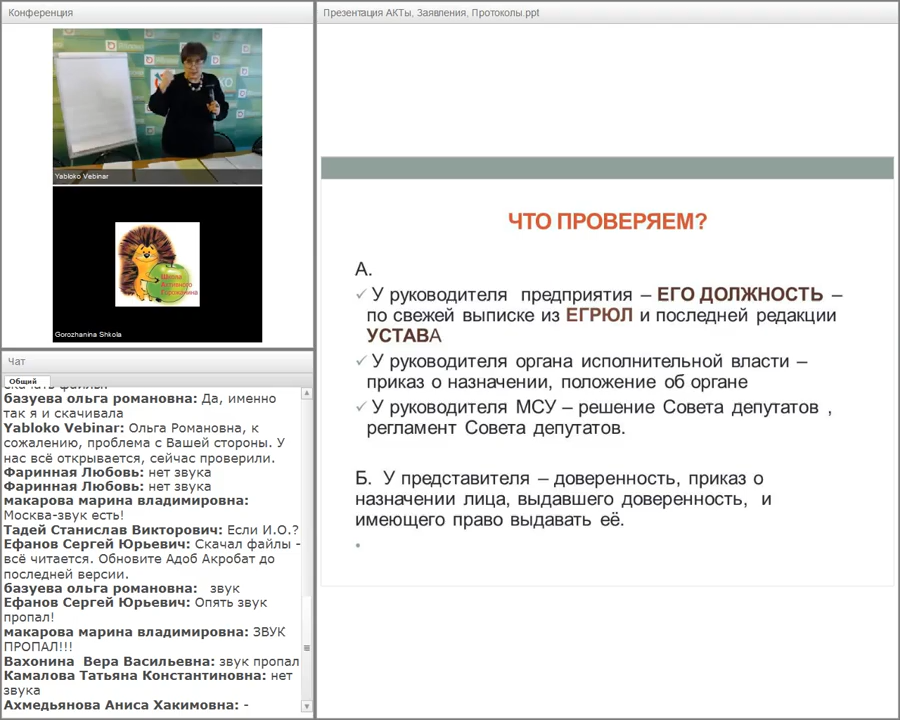 Конференция
Yabloko Vebinar
Школа
Активного
Горожанина
Gorozhanina Shkola
Чат
Общий
базуева ольга романовна: Да, именно
так я и скачивала
Yabloko Vebinar: Ольга Романовна, к
сожалению, проблема с Вашей стороны. У
нас всё открывается, сейчас проверили.
Фаринная Любовь: нет звука
Фаринная Любовь: нет звука
макарова марина владимировна:
Москва-звук есть!
Тадей Станислав Викторович: Если И.О.?
Ефанов Сергей Юрьевич: Скачал файлы -
всё читается. Обновите Адоб Акробат до
последней версии.
базуева ольга романовна: звук
Ефанов Сергей Юрьевич: Опять звук
пропал!
макарова марина владимировна: ЗВУК
ПРОПАЛ!!!
Вахонина Вера Васильевна: звук пропал
Камалова Татьяна Константиновна: нет
звука
Ахмедьянова Аниса Хакимовна: -
Презентация АКТы, Заявления, Протоколы.ppt
ЧТО ПРОВЕРЯЕМ?
А.
У руководителя предприятия – ЕГО ДОЛЖНОСТЬ –
по свежей выписке из ЕГРЮЛ и последней редакции
УСТАВА
У руководителя органа исполнительной власти –
приказ о назначении, положение об органе
У руководителя МСУ – решение Совета депутатов ,
регламент Совета депутатов.
Б. У представителя – доверенность, приказ о
назначении лица, выдавшего доверенность, и
имеющего право выдавать её.